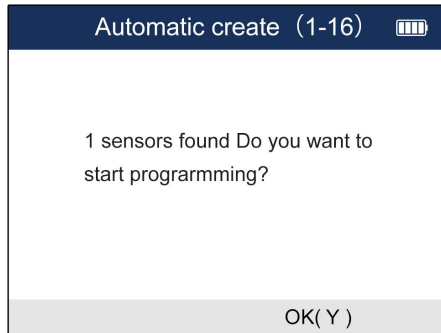 Automatic create（1-16）
1 sensors found Do you want to
start prograrmming?
OK( Y )